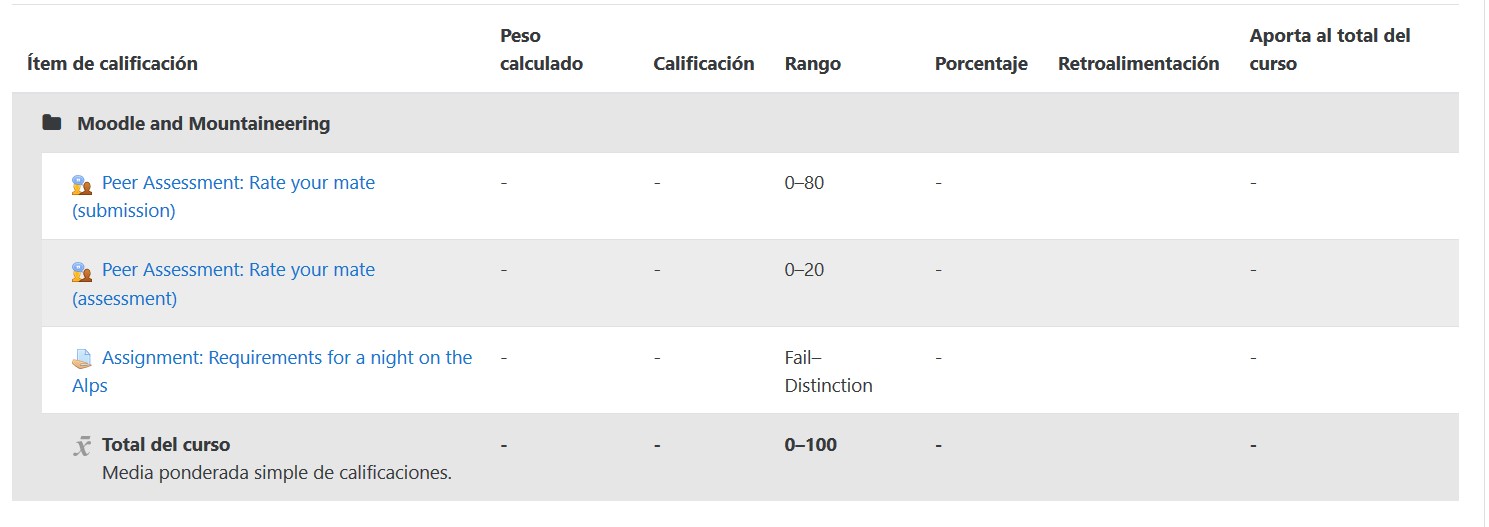 Ítem de calificación Peso calculado Calificación Rango Porcentaje Retroalimentación Aporta al total del curso
Moodle and Mountaineering
Peer Assessment: Rate your mate - - 0–80 - -
(submission)
Peer Assessment: Rate your mate - - 0–20 - -
(assessment)
Assignment: Requirements for a night on the - - Fail– - -
Alps Distinction
Total del curso - - 0–100 - -
Media ponderada simple de calificaciones.